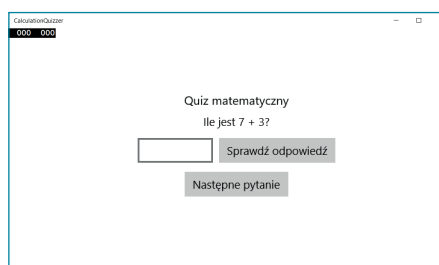 CalculationQuizzer
000 000
Quiz matematyczny
Ile jest 7 + 3?
Sprawdź odpowiedź
Następne pytanie